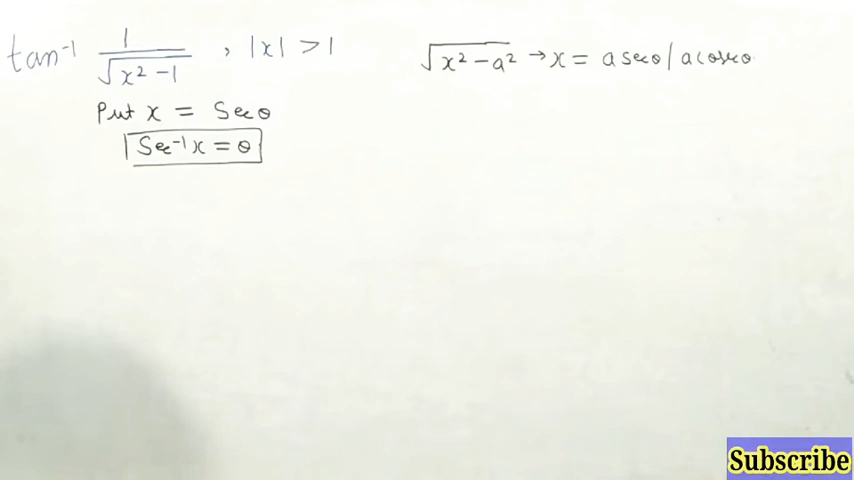 tan⁻¹ 1/√(x² − 1) , |x| > 1
√(x² − a²) → x = a secθ / a cosecθ
Put x = Secθ
Sec⁻¹x = θ
Subscribe